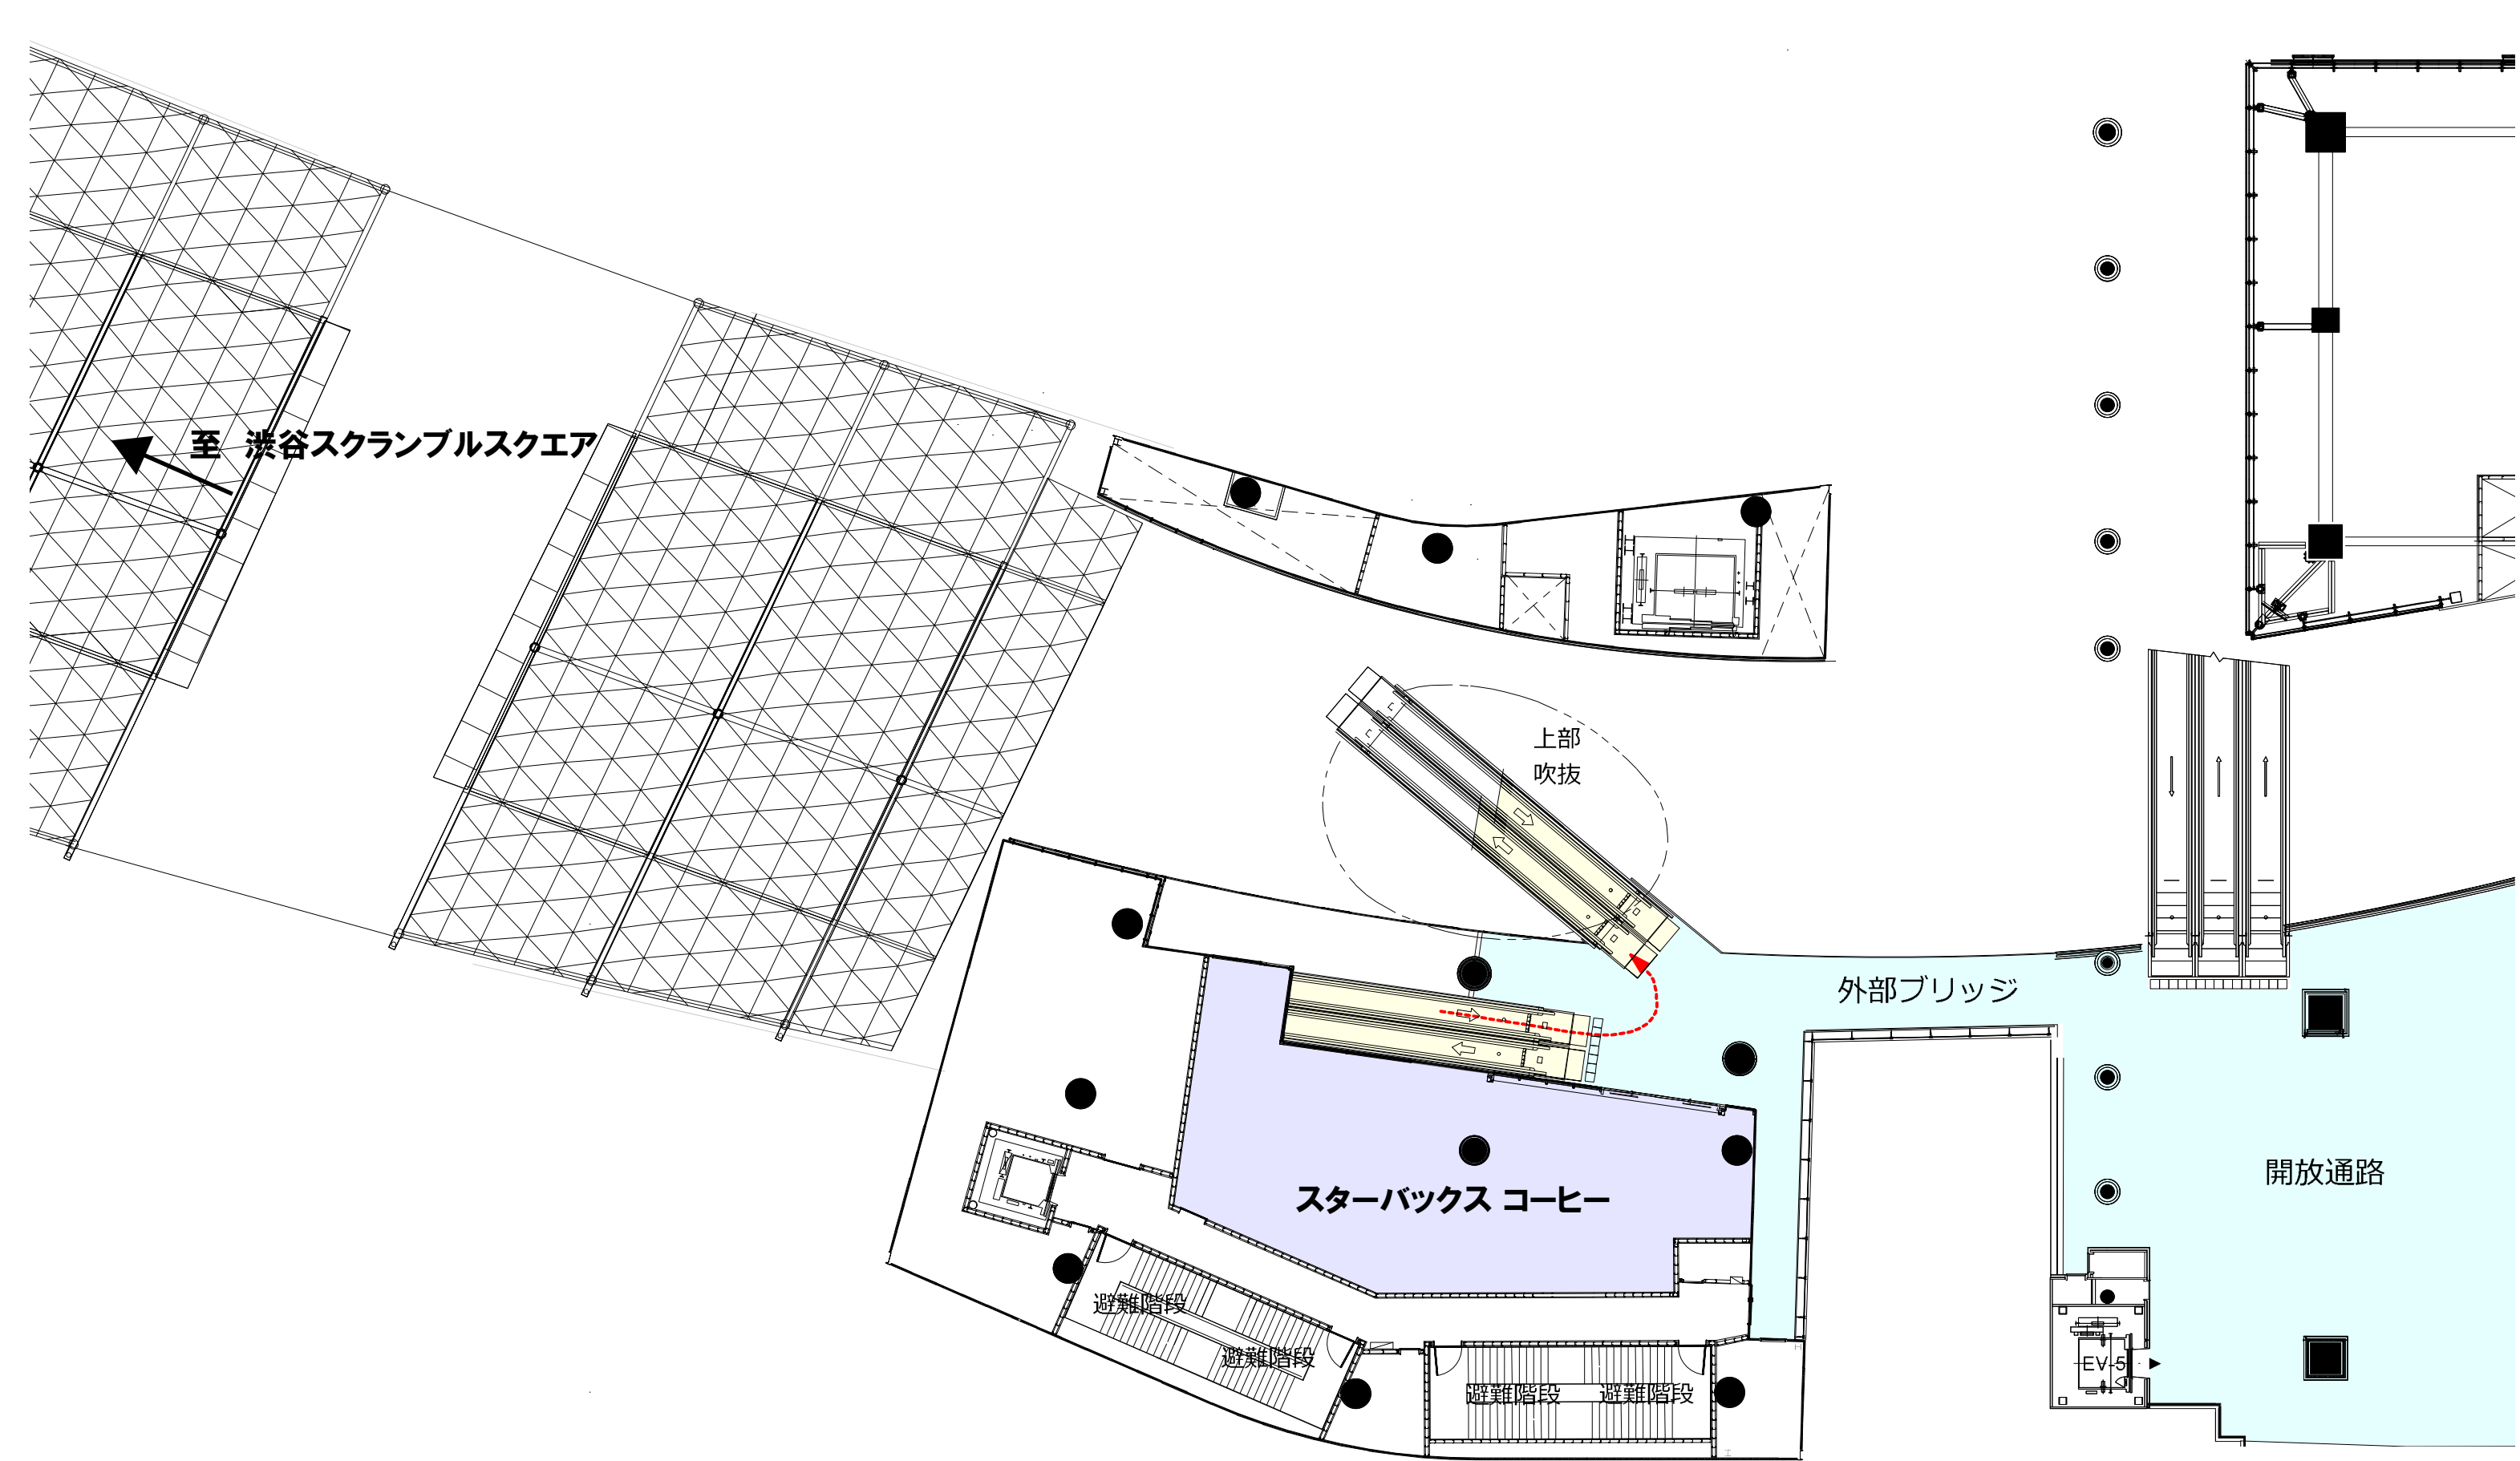 至　渋谷スクランブルスクエア
上部
吹抜
外部ブリッジ
開放通路
スターバックス コーヒー
避難階段
避難階段
避難階段
避難階段
EV-5